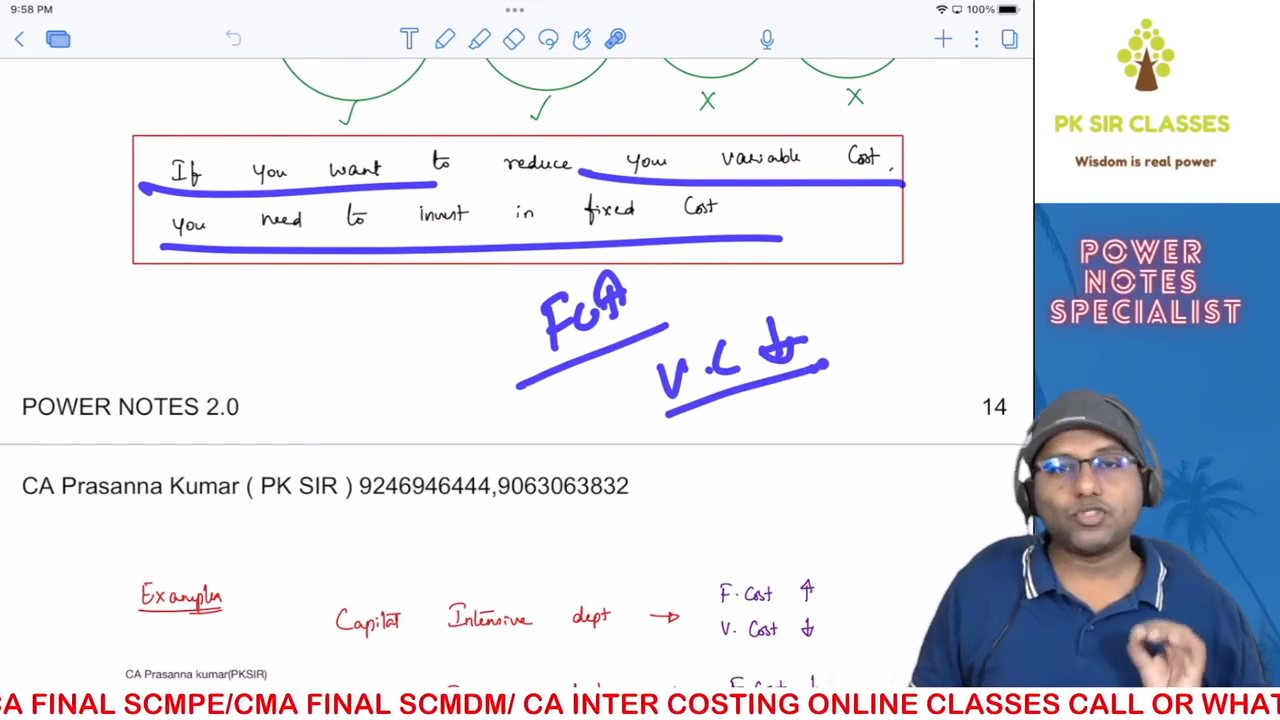 9:58 PM
100%
T
PK SIR CLASSES
Wisdom is real power
If you want to reduce your variable Cost,
you need to invest in fixed Cost
FC↑
V.C ↓
POWER
NOTES
SPECIALIST
POWER NOTES 2.0
14
CA Prasanna Kumar ( PK SIR ) 9246946444,9063063832
Examples
Capital Intensive dept → F. Cost ↑
V. Cost ↓
CA Prasanna kumar(PKSIR)
CA FINAL SCMPE/CMA FINAL SCMDM/ CA INTER COSTING ONLINE CLASSES CALL OR WHAT